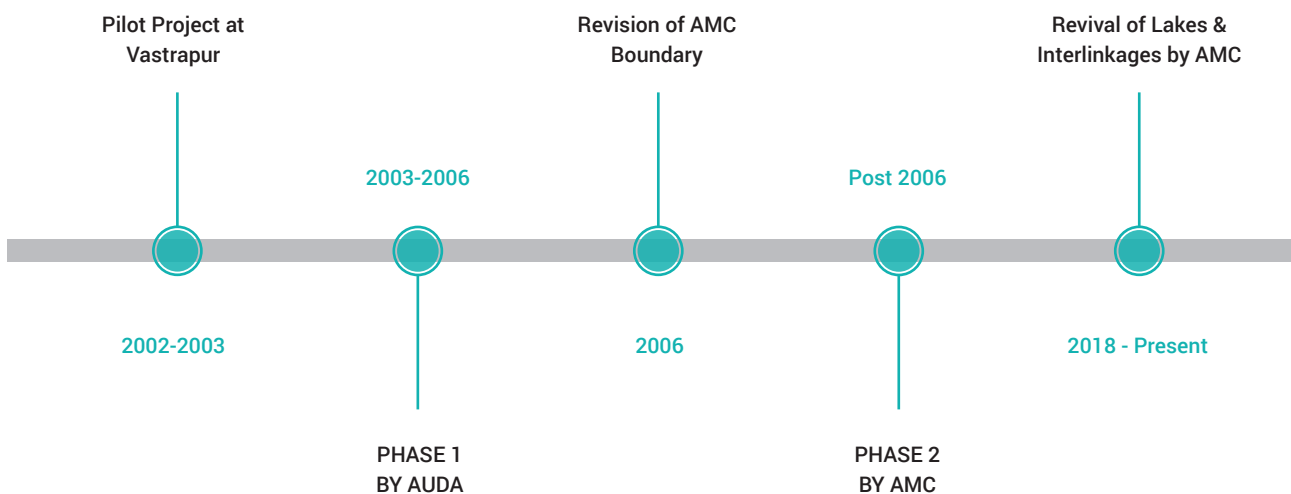 Pilot Project at
Vastrapur
2002-2003
2003-2006
PHASE 1
BY AUDA
Revision of AMC
Boundary
2006
Post 2006
PHASE 2
BY AMC
Revival of Lakes &
Interlinkages by AMC
2018 - Present